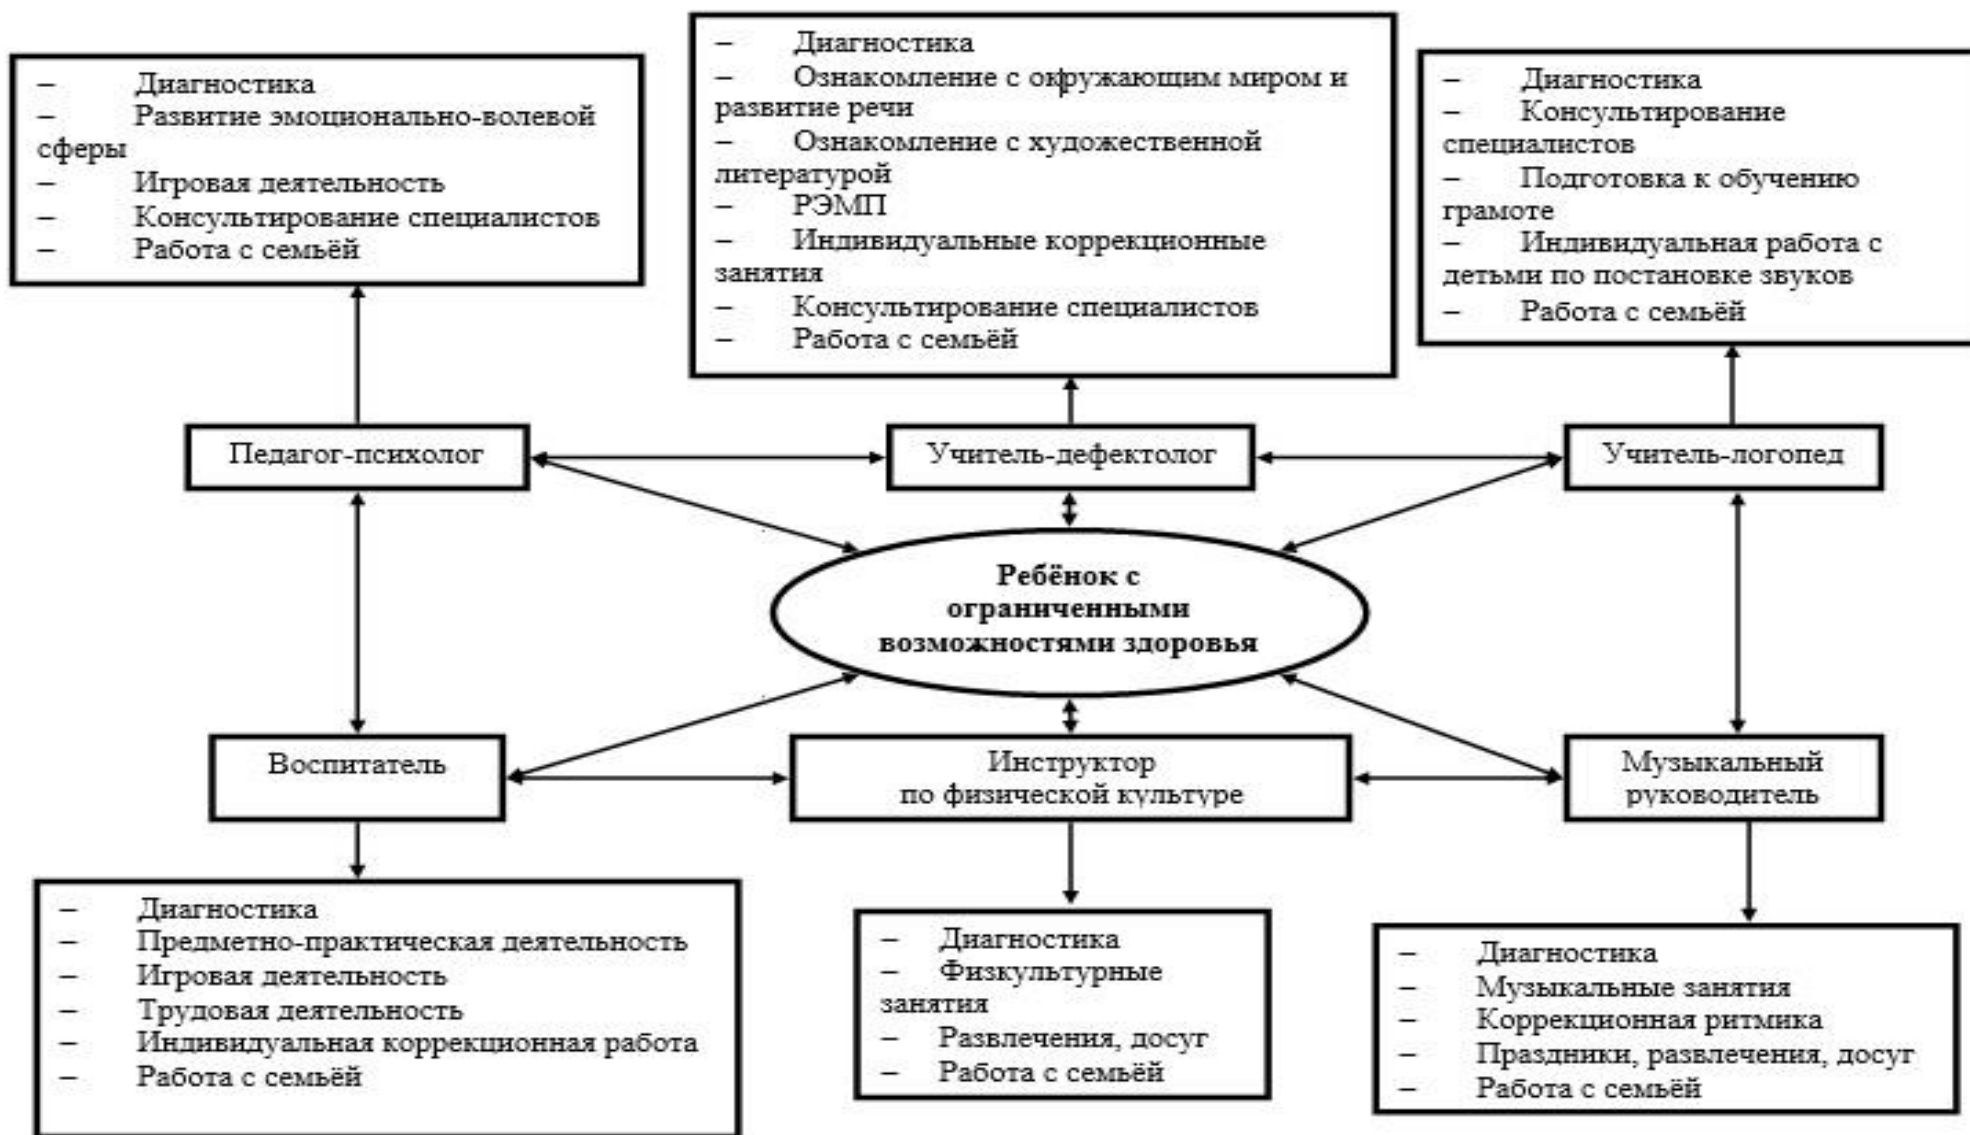 – Диагностика
– Развитие эмоционально-волевой
сферы
– Игровая деятельность
– Консультирование специалистов
– Работа с семьёй
– Диагностика
– Ознакомление с окружающим миром и
развитие речи
– Ознакомление с художественной
литературой
– РЭМП
– Индивидуальные коррекционные
занятия
– Консультирование специалистов
– Работа с семьёй
– Диагностика
– Консультирование
специалистов
– Подготовка к обучению
грамоте
– Индивидуальная работа с
детьми по постановке звуков
– Работа с семьёй
Педагог-психолог
Учитель-дефектолог
Учитель-логопед
Ребёнок с
ограниченными
возможностями здоровья
Воспитатель
Инструктор
по физической культуре
Музыкальный
руководитель
– Диагностика
– Предметно-практическая деятельность
– Игровая деятельность
– Трудовая деятельность
– Индивидуальная коррекционная работа
– Работа с семьёй
– Диагностика
– Физкультурные
занятия
– Развлечения, досуг
– Работа с семьёй
– Диагностика
– Музыкальные занятия
– Коррекционная ритмика
– Праздники, развлечения, досуг
– Работа с семьёй